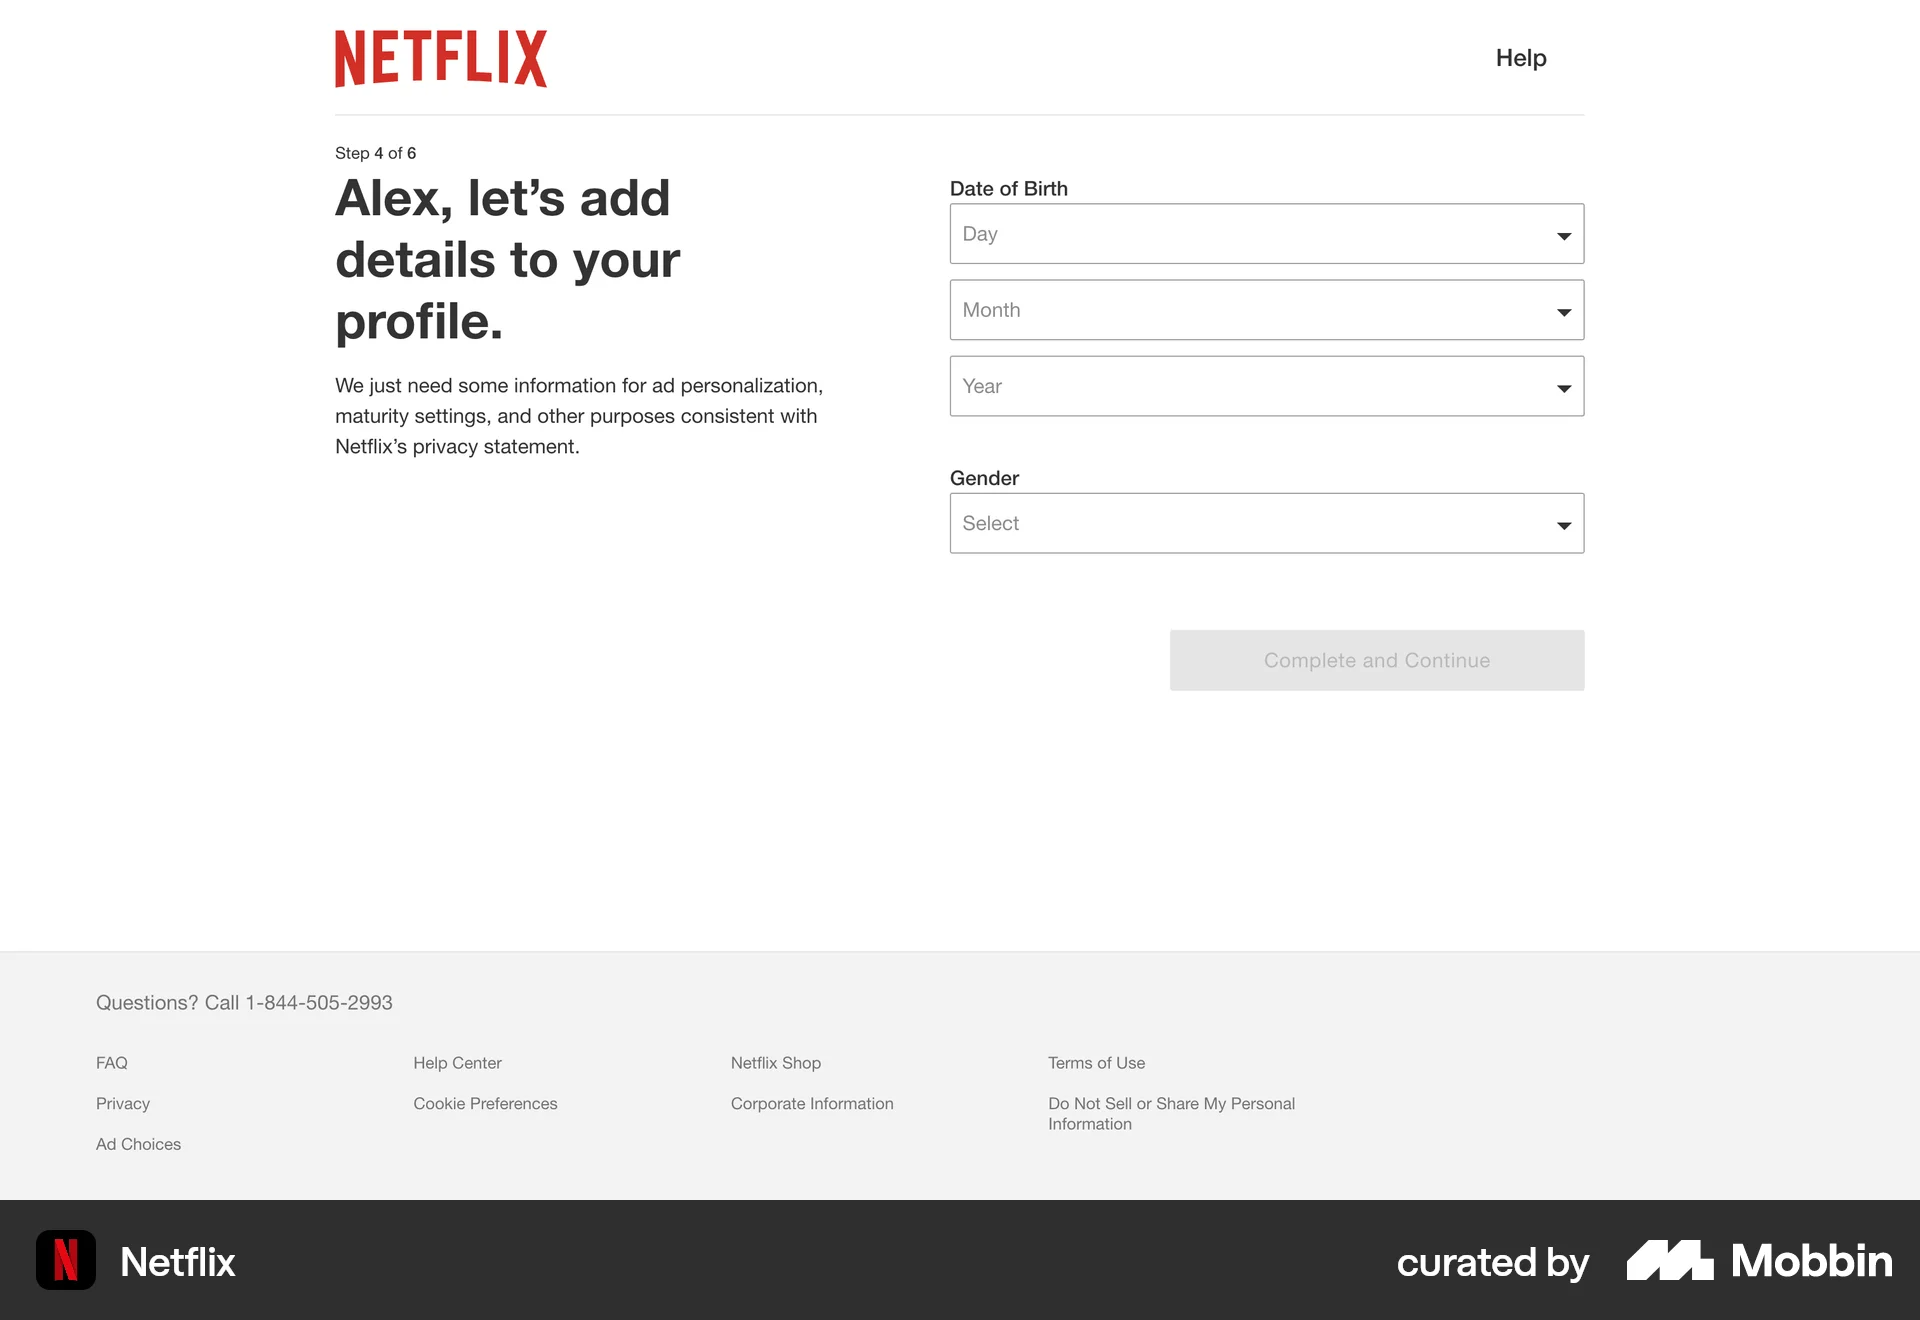 NETFLIX
Help
Step 4 of 6
Alex, let’s add
details to your
profile.
We just need some information for ad personalization,
maturity settings, and other purposes consistent with
Netflix’s privacy statement.
Date of Birth
Day
Month
Year
Gender
Select
Complete and Continue
Questions? Call 1-844-505-2993
FAQ
Help Center
Netflix Shop
Terms of Use
Privacy
Cookie Preferences
Corporate Information
Do Not Sell or Share My Personal
Information
Ad Choices
N
Netflix
curated by
Mobbin